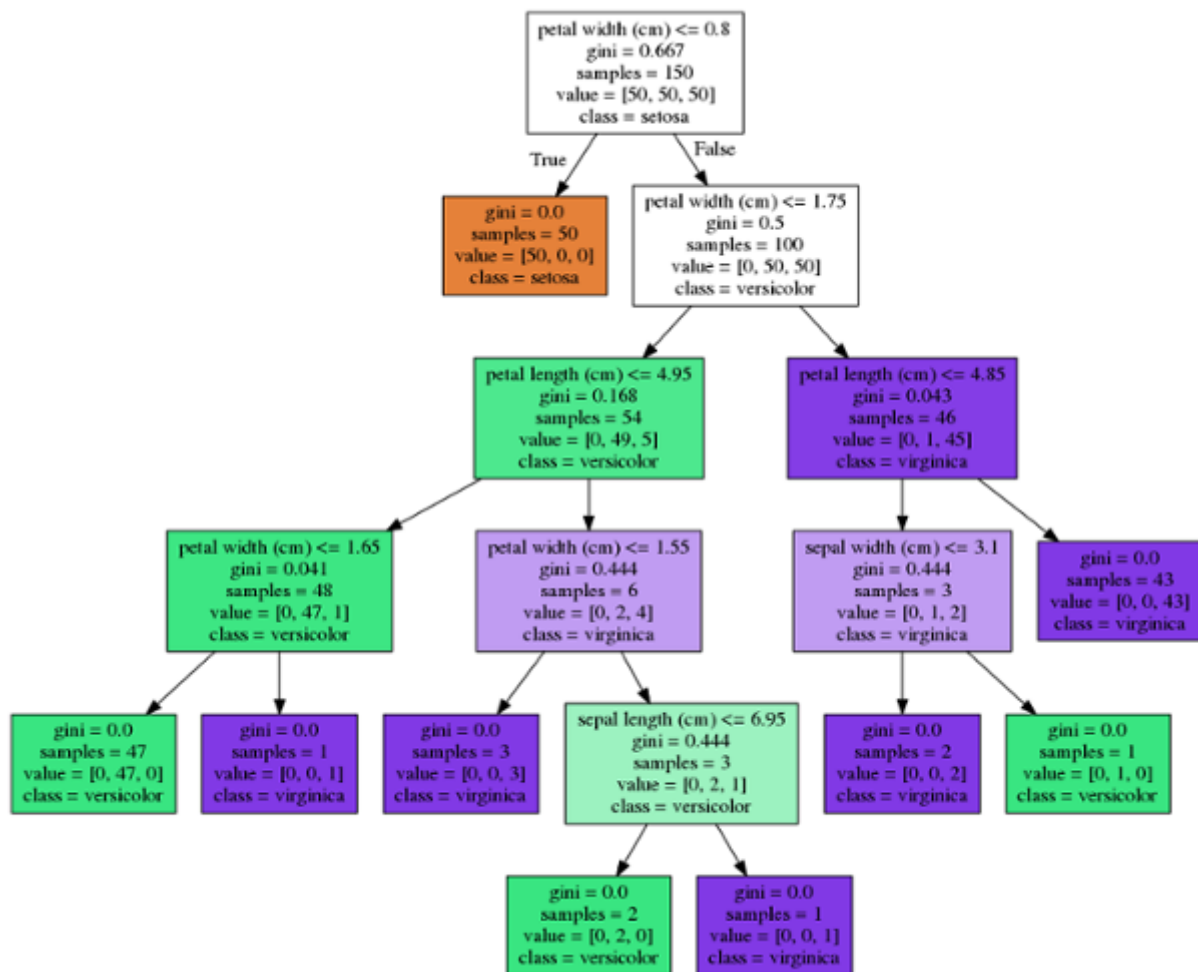 petal width (cm) <= 0.8
gini = 0.667
samples = 150
value = [50, 50, 50]
class = setosa
True
False
gini = 0.0
samples = 50
value = [50, 0, 0]
class = setosa
petal width (cm) <= 1.75
gini = 0.5
samples = 100
value = [0, 50, 50]
class = versicolor
petal length (cm) <= 4.95
gini = 0.168
samples = 54
value = [0, 49, 5]
class = versicolor
petal length (cm) <= 4.85
gini = 0.043
samples = 46
value = [0, 1, 45]
class = virginica
petal width (cm) <= 1.65
gini = 0.041
samples = 48
value = [0, 47, 1]
class = versicolor
petal width (cm) <= 1.55
gini = 0.444
samples = 6
value = [0, 2, 4]
class = virginica
sepal width (cm) <= 3.1
gini = 0.444
samples = 3
value = [0, 1, 2]
class = virginica
gini = 0.0
samples = 43
value = [0, 0, 43]
class = virginica
gini = 0.0
samples = 47
value = [0, 47, 0]
class = versicolor
gini = 0.0
samples = 1
value = [0, 0, 1]
class = virginica
gini = 0.0
samples = 3
value = [0, 0, 3]
class = virginica
sepal length (cm) <= 6.95
gini = 0.444
samples = 3
value = [0, 2, 1]
class = versicolor
gini = 0.0
samples = 2
value = [0, 0, 2]
class = virginica
gini = 0.0
samples = 1
value = [0, 1, 0]
class = versicolor
gini = 0.0
samples = 2
value = [0, 2, 0]
class = versicolor
gini = 0.0
samples = 1
value = [0, 0, 1]
class = virginica